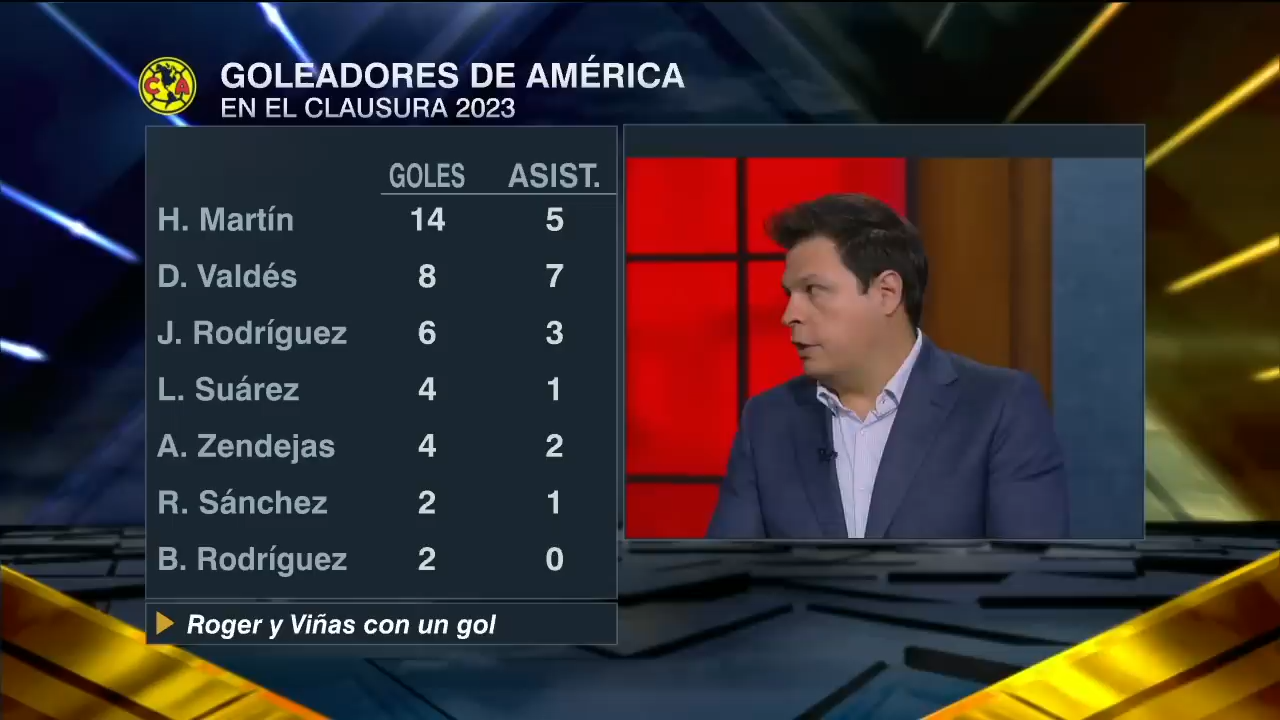 CA
GOLEADORES DE AMÉRICA
EN EL CLAUSURA 2023
GOLES ASIST.
H. Martín 14 5
D. Valdés 8 7
J. Rodríguez 6 3
L. Suárez 4 1
A. Zendejas 4 2
R. Sánchez 2 1
B. Rodríguez 2 0
Roger y Viñas con un gol